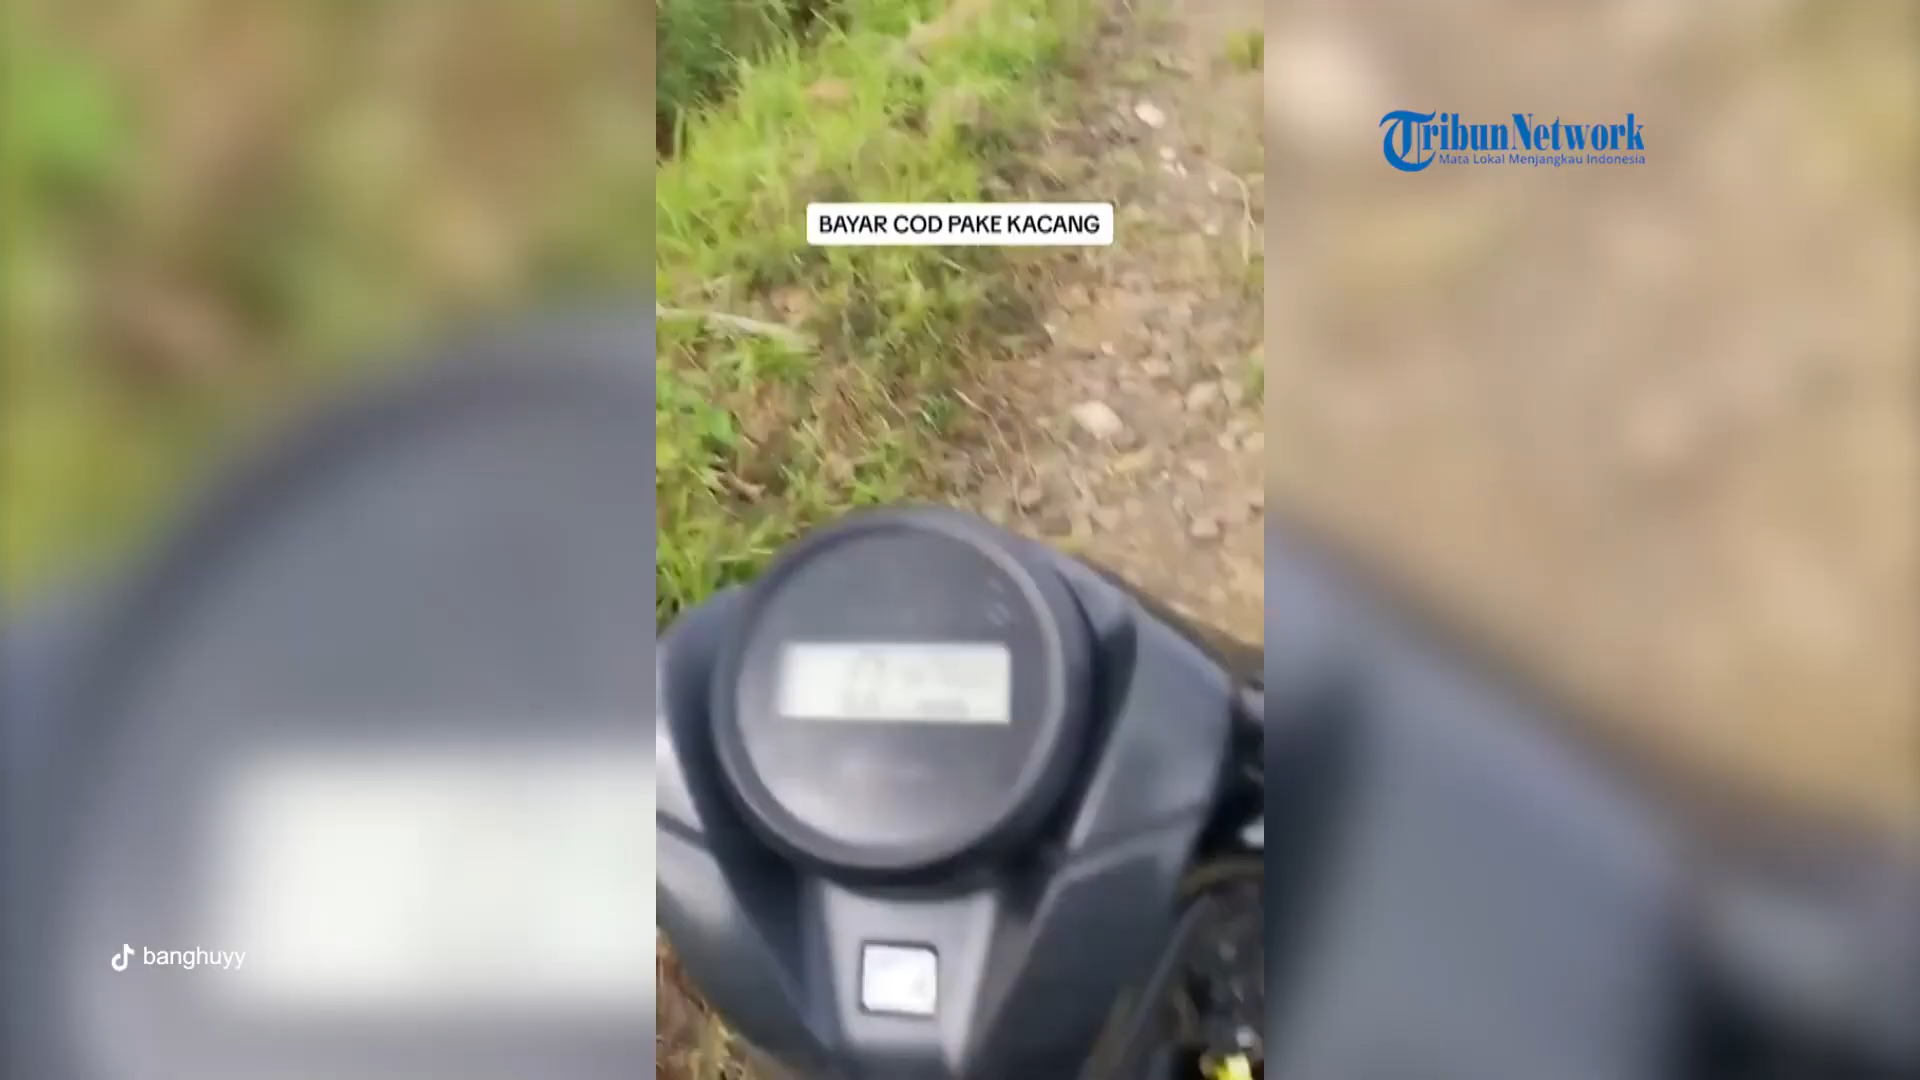 TribunNetwork
Mata Lokal Menjangkau Indonesia
BAYAR COD PAKE KACANG
banghuyy